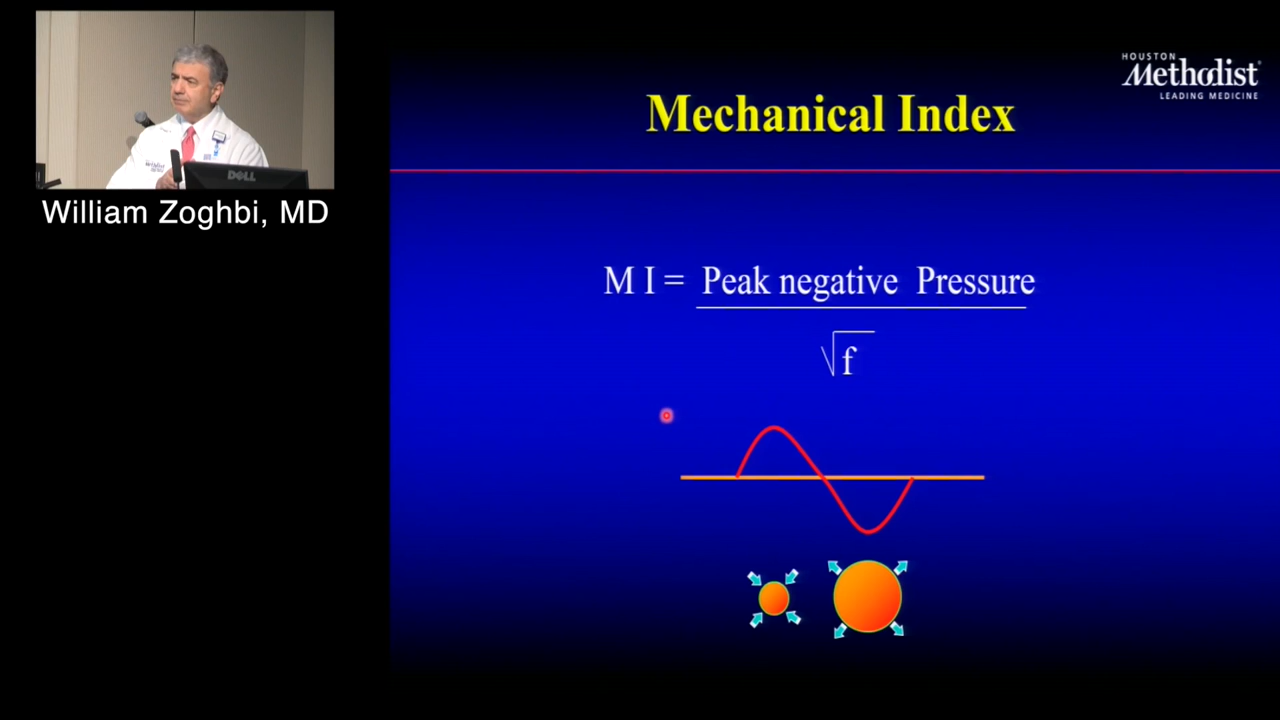 HOUSTON
Methodist
LEADING MEDICINE
Mechanical Index
DELL
William Zoghbi, MD
M I = Peak negative Pressure
√f